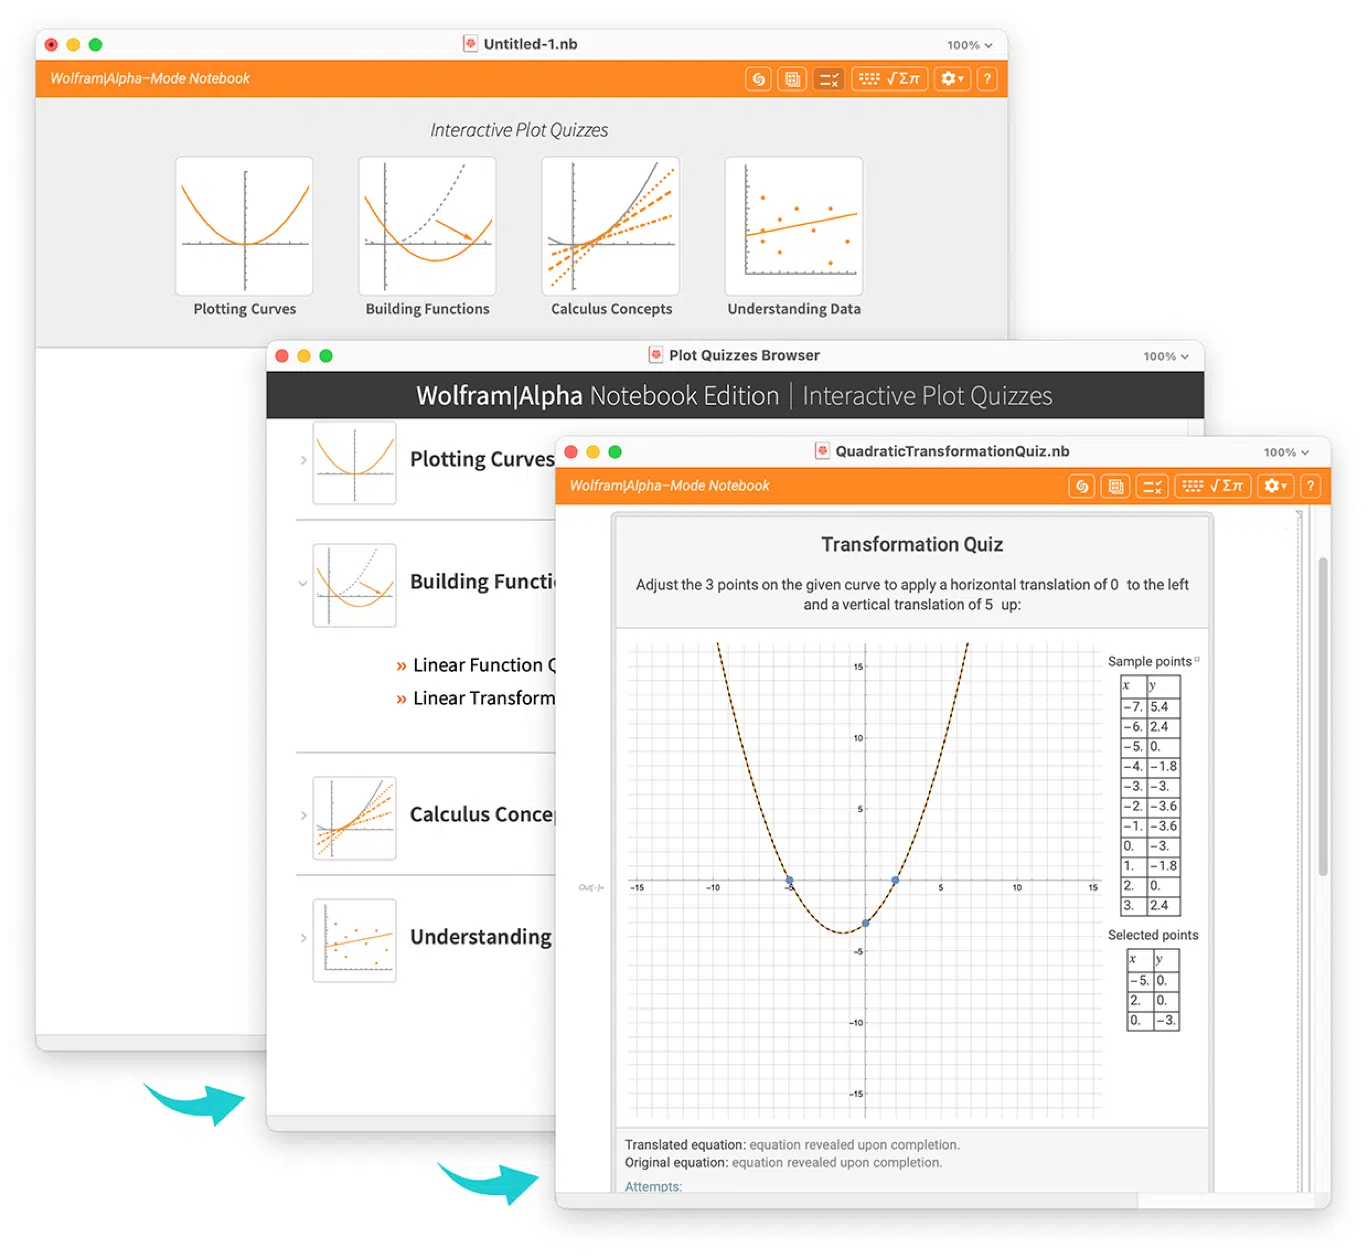 Untitled-1.nb
100%
Wolfram|Alpha-Mode Notebook
√Σπ
?
Interactive Plot Quizzes
Plotting Curves
Building Functions
Calculus Concepts
Understanding Data
Plot Quizzes Browser
100%
Wolfram|Alpha Notebook Edition | Interactive Plot Quizzes
Plotting Curves
Building Functi
» Linear Function Q
» Linear Transform
Calculus Conce
Understanding
QuadraticTransformationQuiz.nb
100%
Wolfram|Alpha-Mode Notebook
√Σπ
?
Transformation Quiz
Adjust the 3 points on the given curve to apply a horizontal translation of 0 to the left
and a vertical translation of 5 up:
15
10
5
-15 -10 -5 5 10 15
-5
-10
-15
Sample points
x y
-7. 5.4
-6. 2.4
-5. 0.
-4. -1.8
-3. -3.
-2. -3.6
-1. -3.6
0. -3.
1. -1.8
2. 0.
3. 2.4
Selected points
x y
-5. 0.
2. 0.
0. -3.
Translated equation: equation revealed upon completion.
Original equation: equation revealed upon completion.
Attempts: